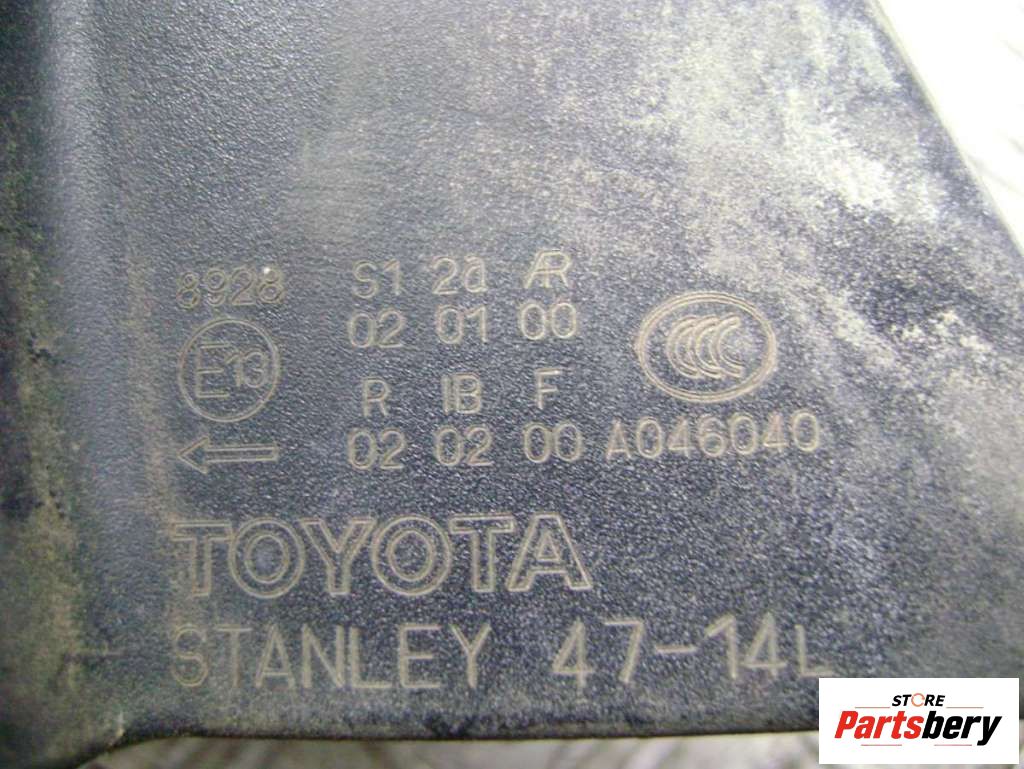 8928 S1 2a AR
02 01 00
E13 R IB F
CCC
02 02 00 A046040
TOYOTA
STANLEY 47-14L
STORE
Partsbery